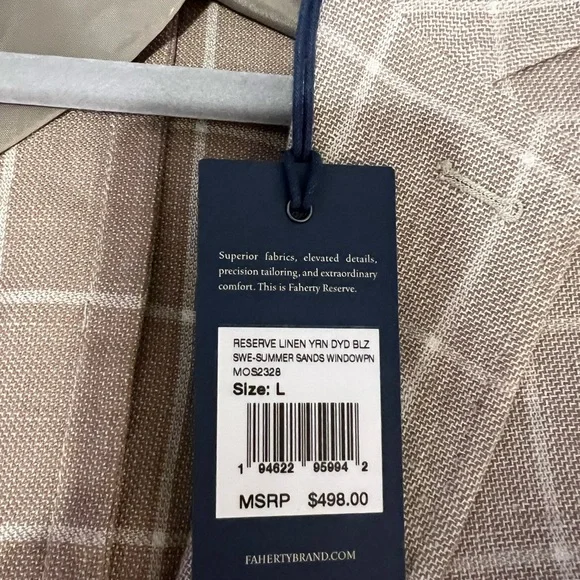 Superior fabrics, elevated details,
precision tailoring, and extraordinary
comfort. This is Faherty Reserve.
RESERVE LINEN YRN DYD BLZ
SWE-SUMMER SANDS WINDOWPN
MOS2328
Size: L
1 94622 95994 2
MSRP $498.00
FAHERTYBRAND.COM